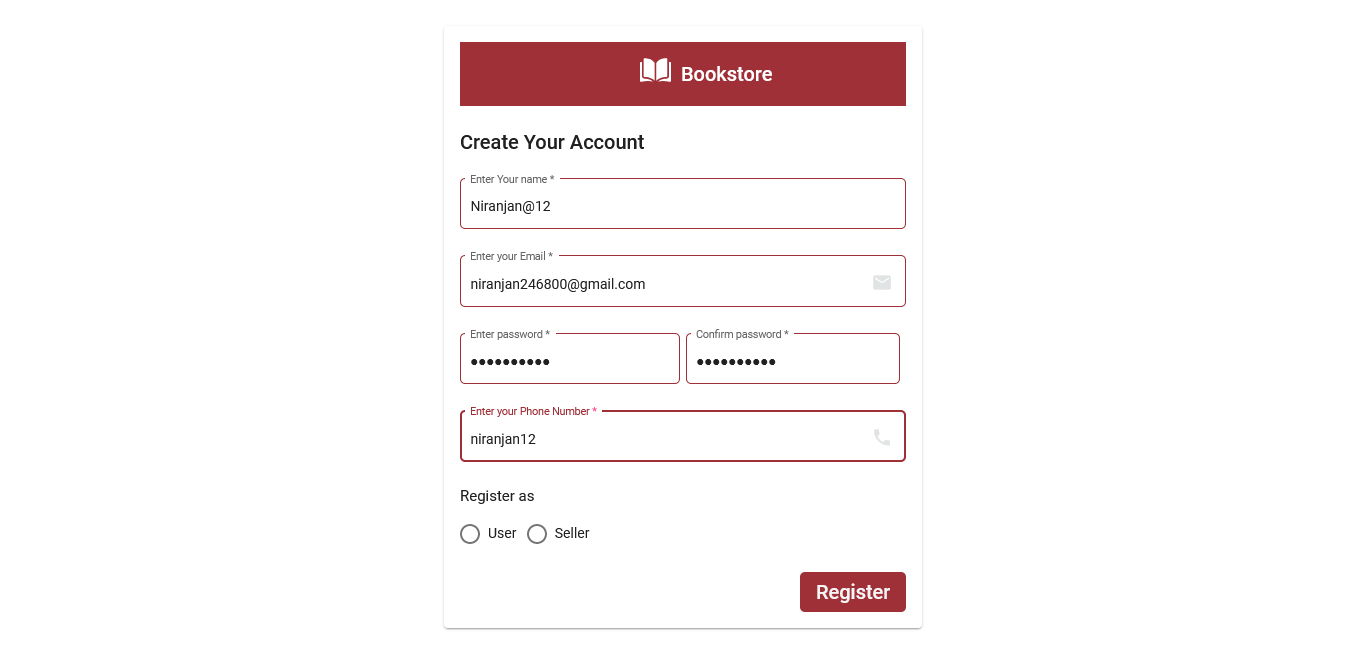 Bookstore
Create Your Account
Enter Your name *
Niranjan@12
Enter your Email *
niranjan246800@gmail.com
Enter password * Confirm password *
●●●●●●●●●● ●●●●●●●●●●
Enter your Phone Number *
niranjan12
Register as
User Seller
Register